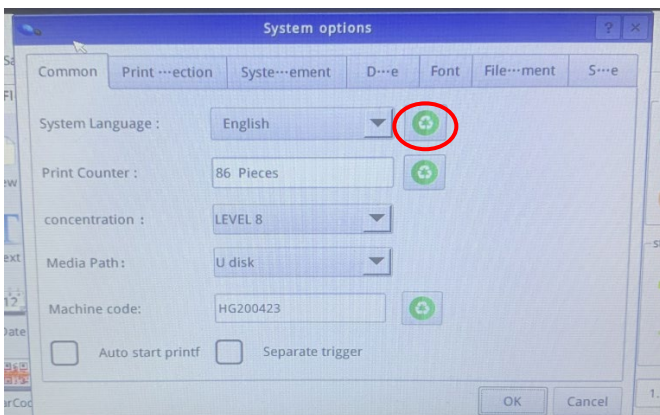 System options
? ×
Common Print ···ection Syste···ement D···e Font File···ment S···e
System Language : English
Print Counter : 86 Pieces
concentration : LEVEL 8
Media Path: U disk
Machine code: HG200423
Auto start printf Separate trigger
OK Cancel